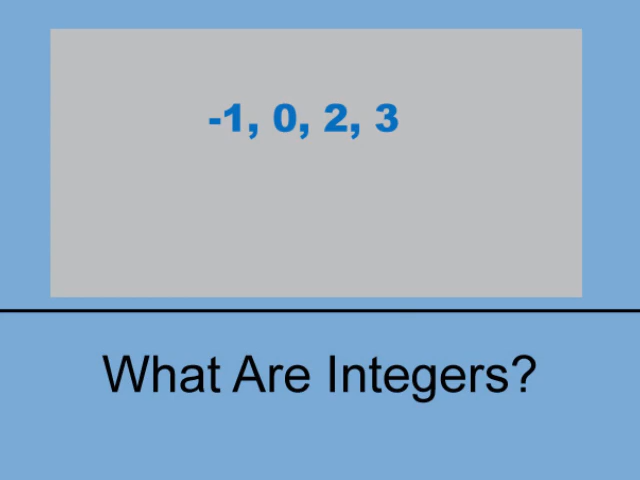 -1, 0, 2, 3
What Are Integers?